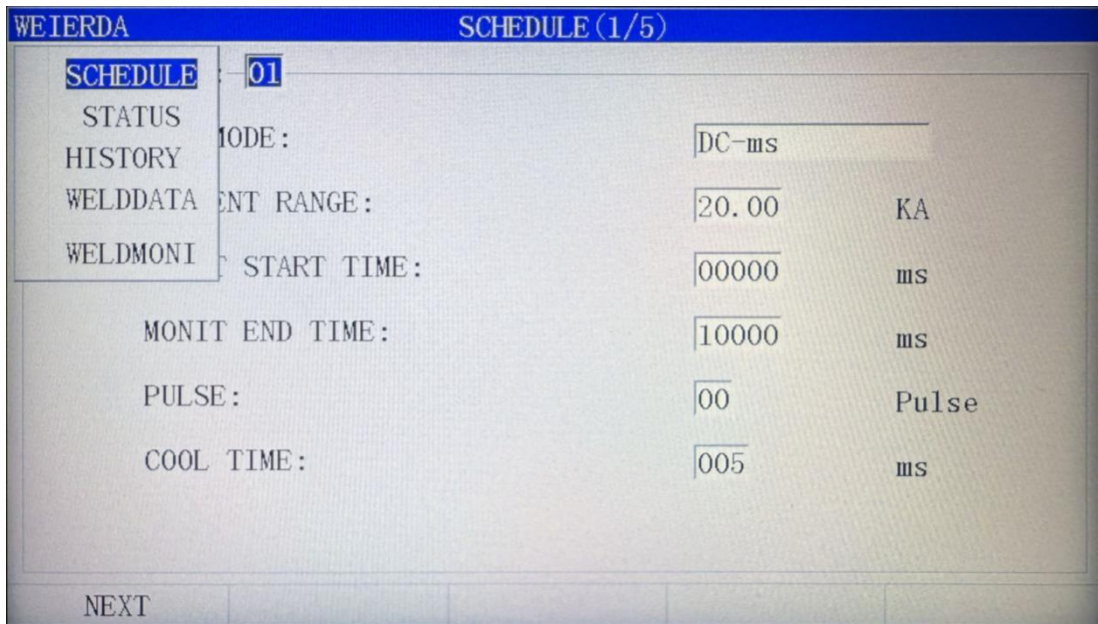 WEIERDA SCHEDULE(1/5)
SCHEDULE : 01
STATUS
HISTORY
WELDDATA
WELDMONI
MODE: DC-ms
ENT RANGE: 20.00 KA
T START TIME: 00000 ms
MONIT END TIME: 10000 ms
PULSE: 00 Pulse
COOL TIME: 005 ms
NEXT